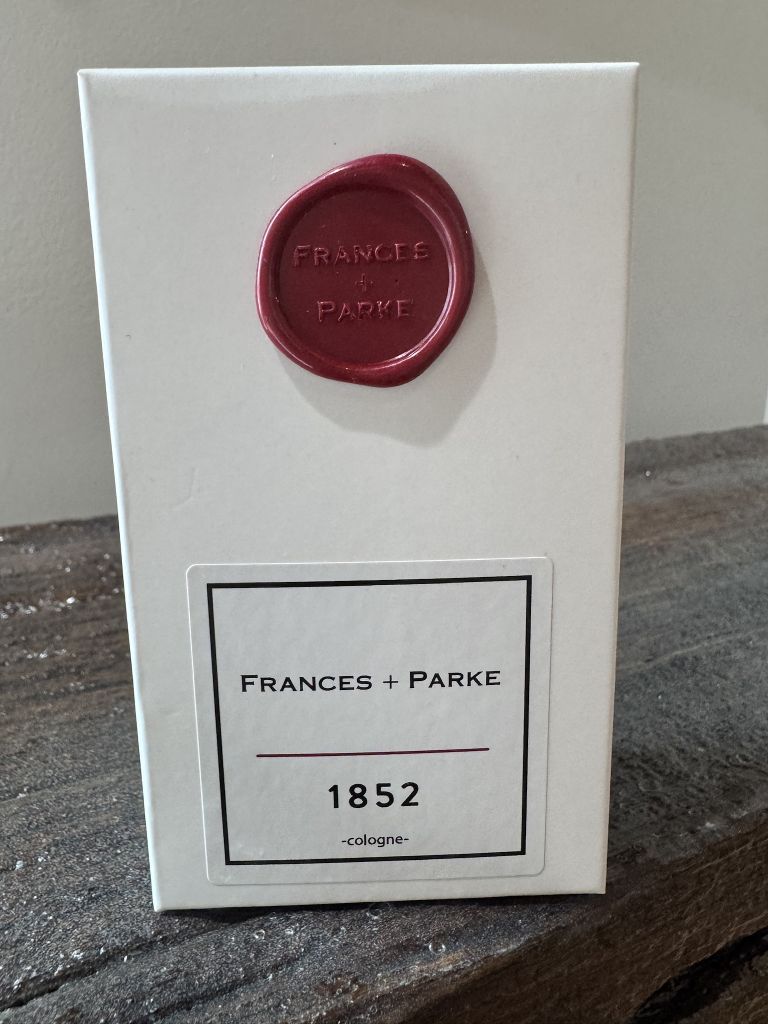 FRANCES
+
PARKE
FRANCES + PARKE
1852
-cologne-